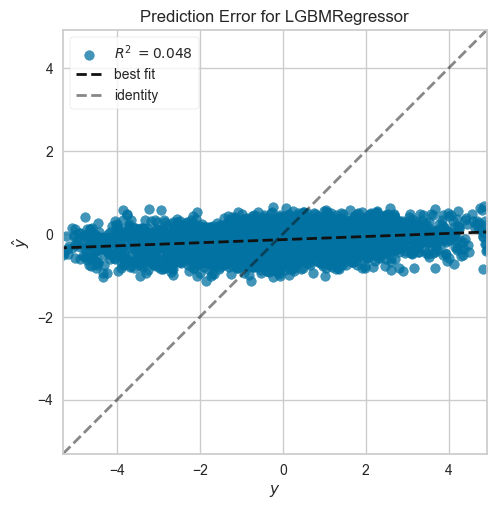 Prediction Error for LGBMRegressor
R² = 0.048
best fit
identity
4
2
0
−2
−4
ŷ
−4
−2
0
2
4
y